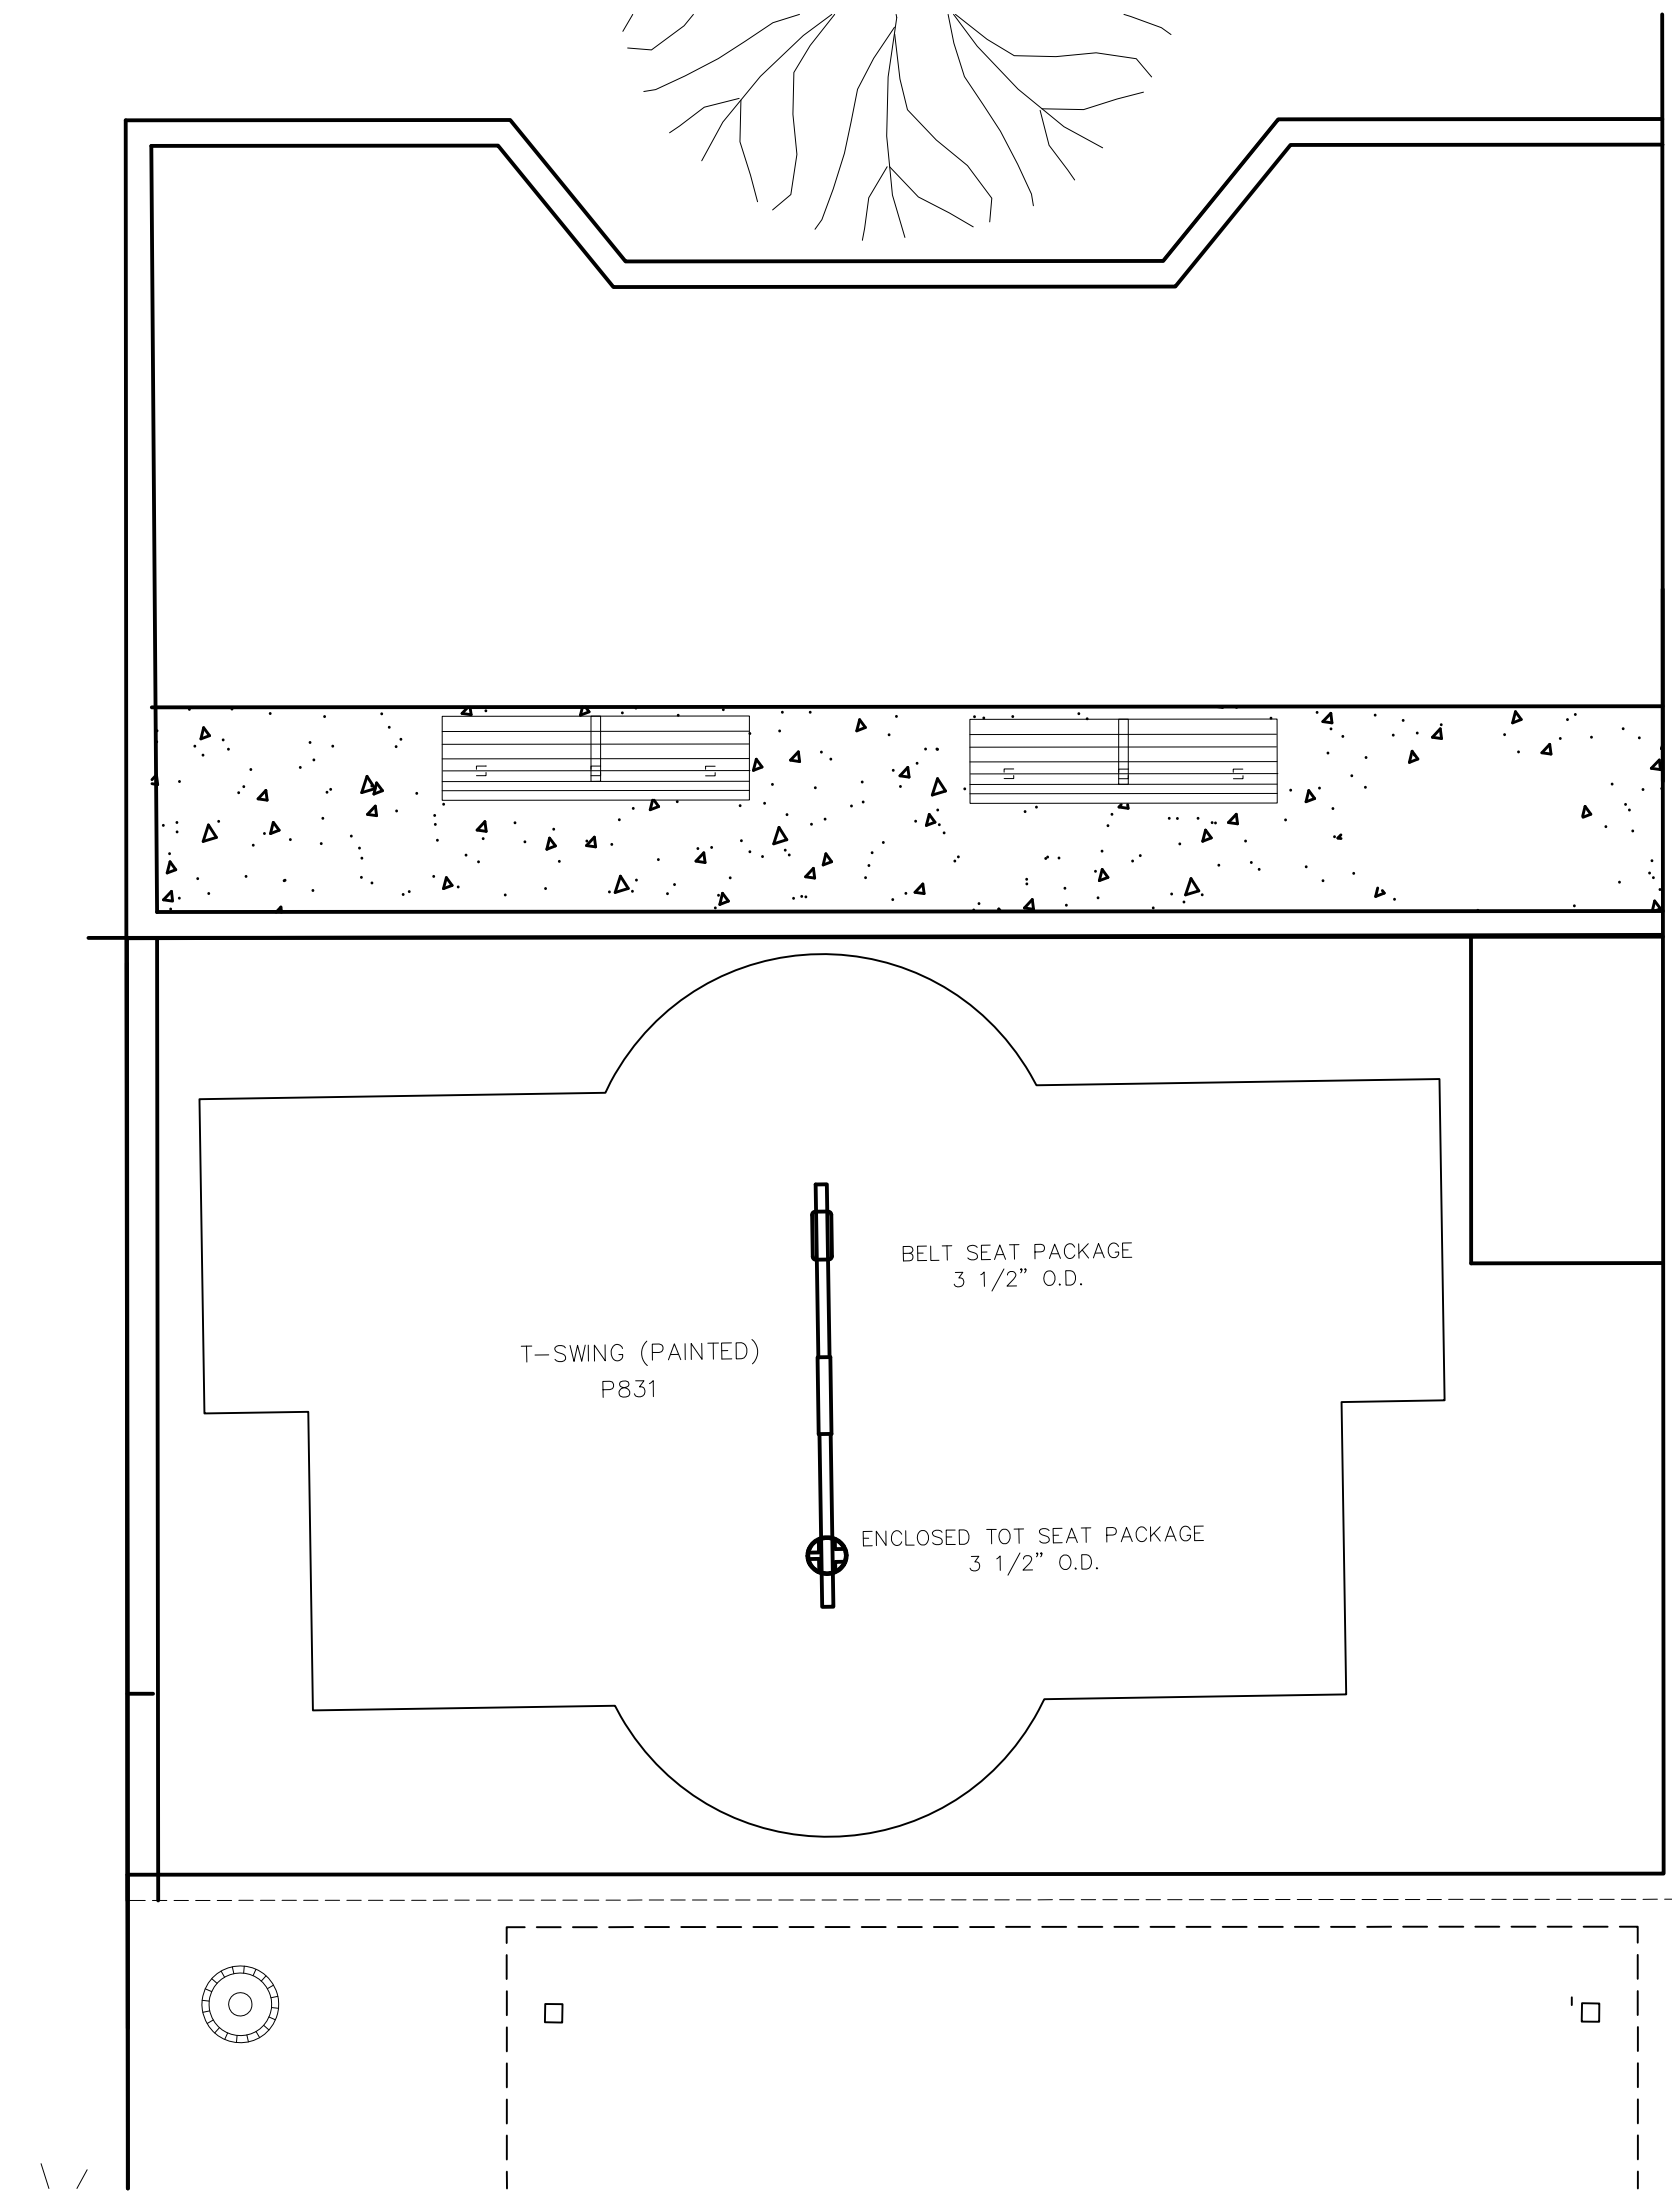 BELT SEAT PACKAGE
3 1/2” O.D.
T-SWING (PAINTED)
P831
ENCLOSED TOT SEAT PACKAGE
3 1/2” O.D.